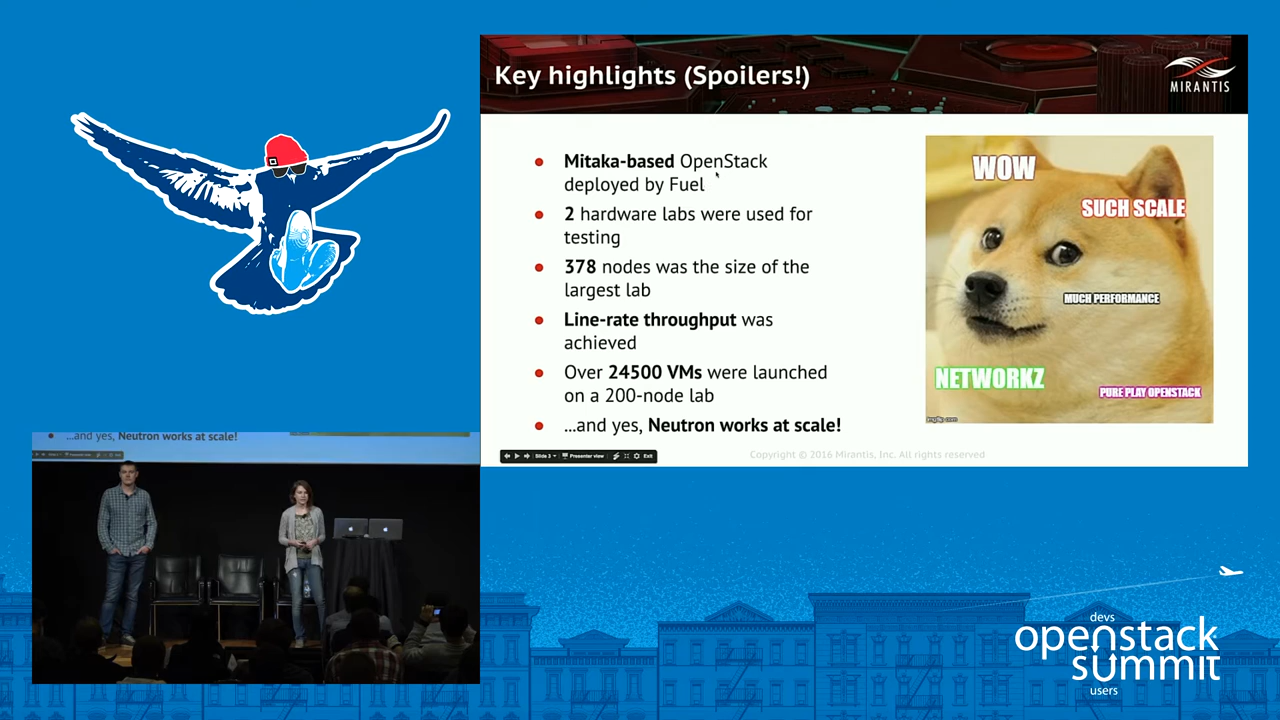 Key highlights (Spoilers!)
MIRANTIS
Mitaka-based OpenStack
deployed by Fuel
2 hardware labs were used for
testing
378 nodes was the size of the
largest lab
Line-rate throughput was
achieved
Over 24500 VMs were launched
on a 200-node lab
...and yes, Neutron works at scale!
WOW
SUCH SCALE
MUCH PERFORMANCE
NETWORKZ
PURE PLAY OPENSTACK
imgflip.com
Slide 3
Presenter view
Exit
Copyright © 2016 Mirantis, Inc. All rights reserved
...and yes, Neutron works at scale!
devs
openstack
summit
users